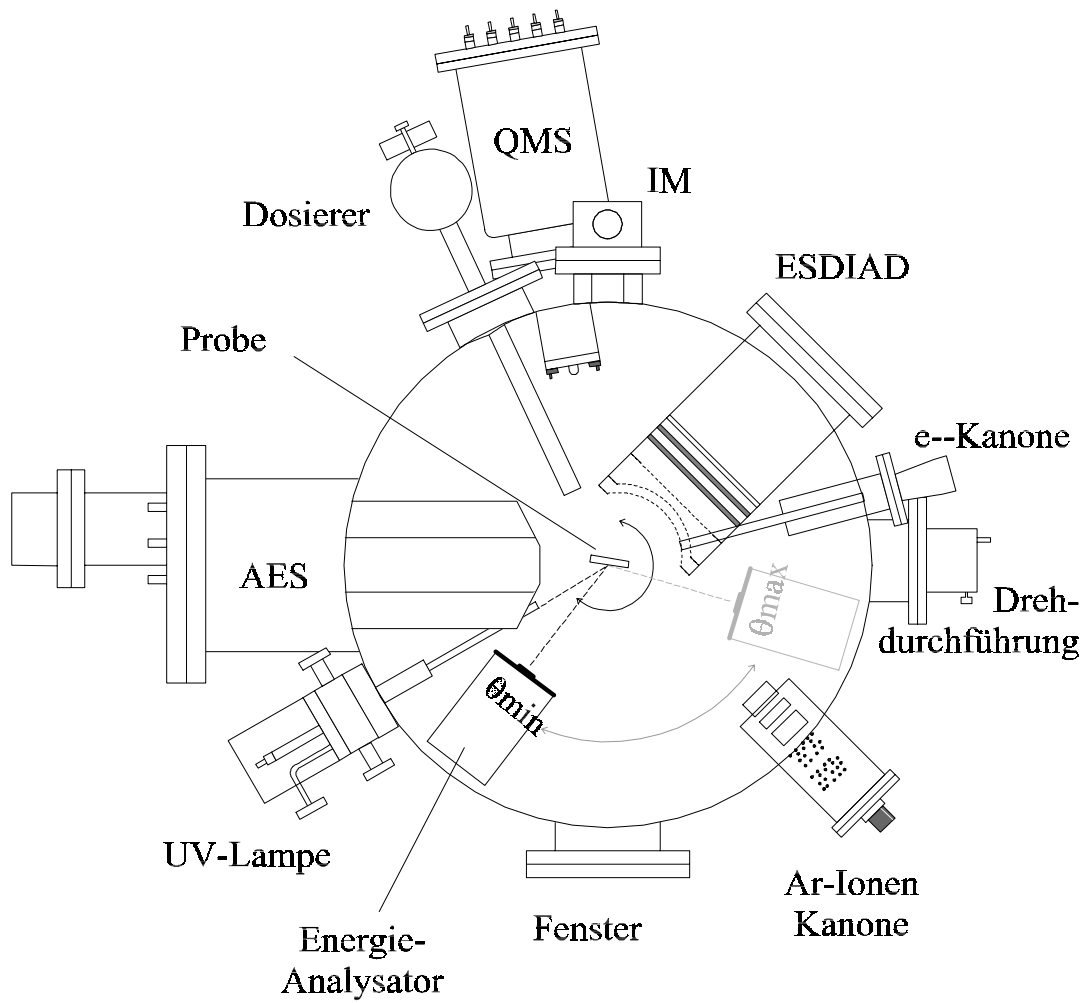 QMS
IM
Dosierer
ESDIAD
Probe
e--Kanone
AES
θmax
Dreh-
durchführung
θmin
UV-Lampe
Ar-Ionen
Kanone
Fenster
Energie-
Analysator